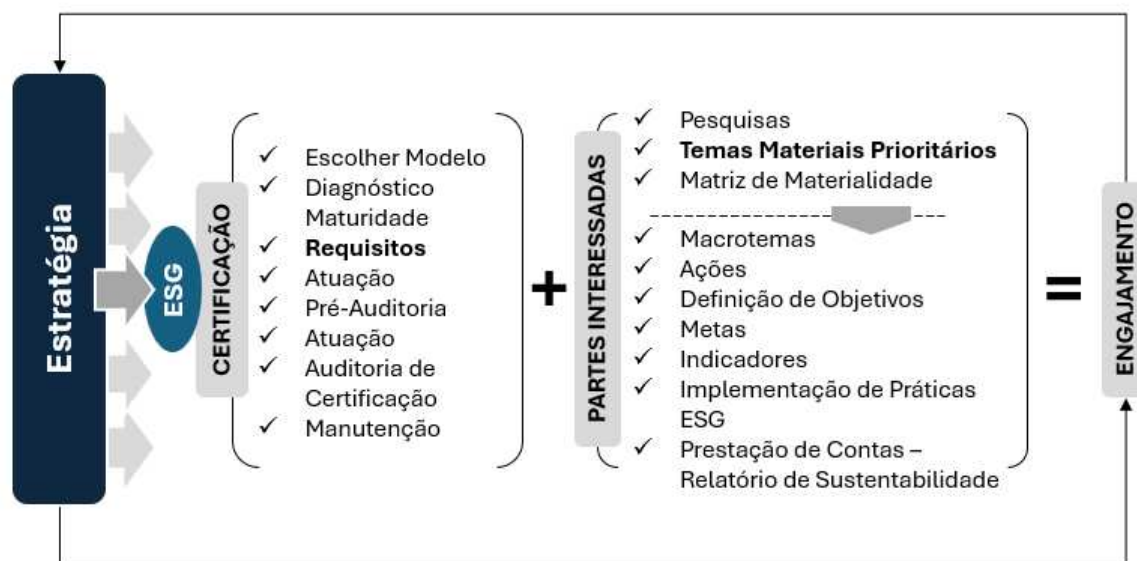 Estratégia
ESG
CERTIFICAÇÃO
Escolher Modelo
Diagnóstico
Maturidade
Requisitos
Atuação
Pré-Auditoria
Atuação
Auditoria de
Certificação
Manutenção
+
PARTES INTERESSADAS
Pesquisas
Temas Materiais Prioritários
Matriz de Materialidade
Macrotemas
Ações
Definição de Objetivos
Metas
Indicadores
Implementação de Práticas
ESG
Prestação de Contas –
Relatório de Sustentabilidade
=
ENGAJAMENTO